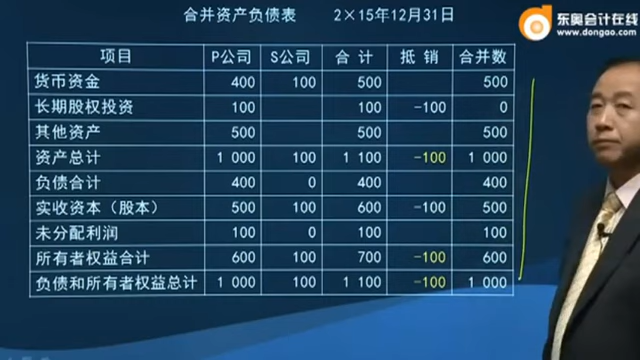 合并资产负债表 2×15年12月31日
东奥会计在线
www.dongao.com
项目 P公司 S公司 合计 抵销 合并数
货币资金 400 100 500 500
长期股权投资 100 100 -100 0
其他资产 500 500 500
资产总计 1 000 100 1 100 -100 1 000
负债合计 400 0 400 400
实收资本（股本） 500 100 600 -100 500
未分配利润 100 0 100 100
所有者权益合计 600 100 700 -100 600
负债和所有者权益总计 1 000 100 1 100 -100 1 000